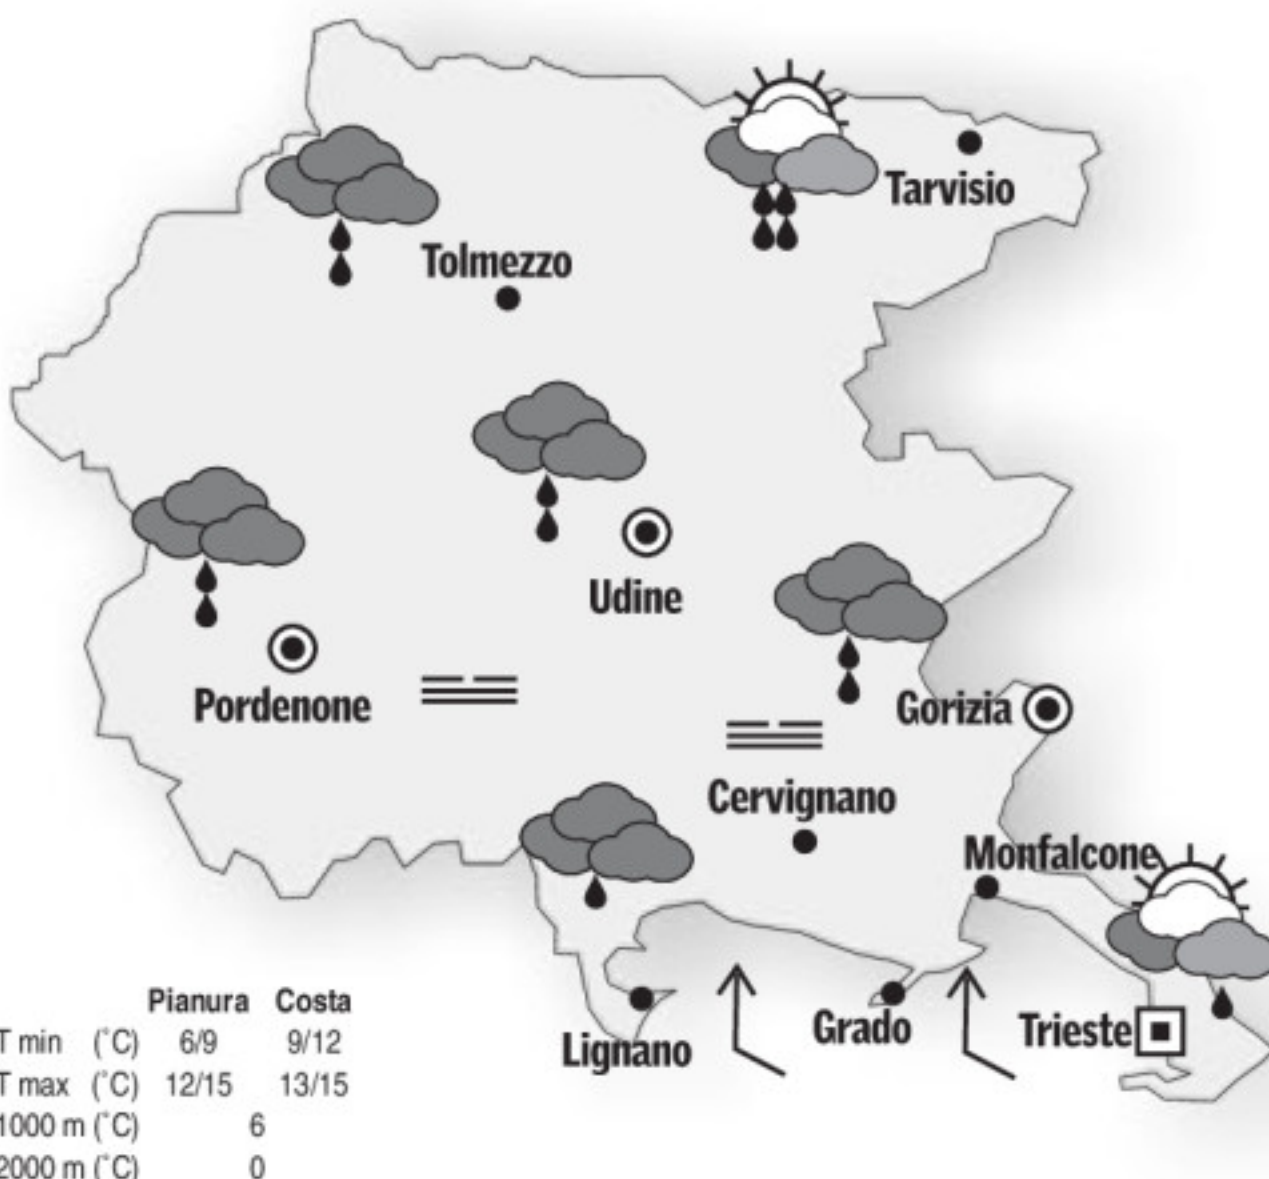 Tarvisio
Tolmezzo
Udine
Pordenone
Gorizia
Cervignano
Monfalcone
Grado
Trieste
Lignano
Pianura Costa
T min (°C) 6/9 9/12
T max (°C) 12/15 13/15
1000 m (°C) 6
2000 m (°C) 0